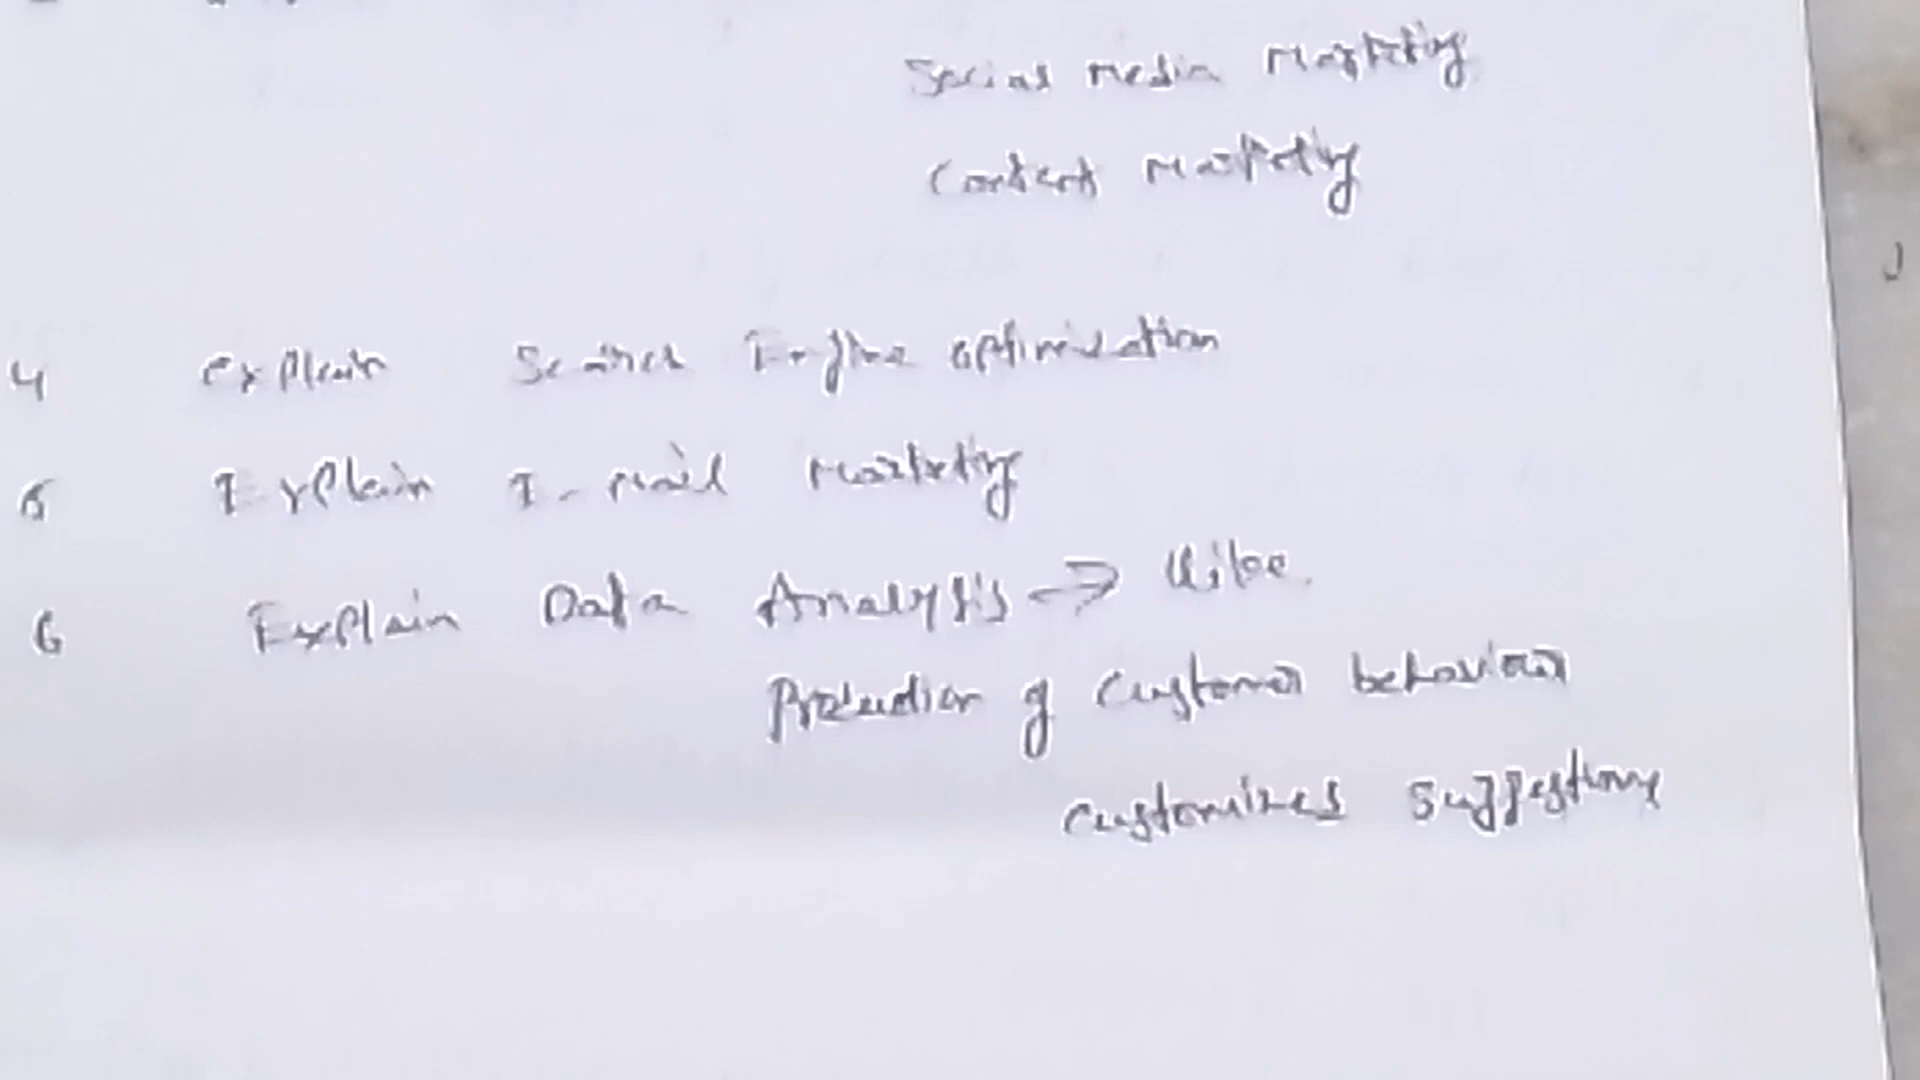 Social media Marketing
Content Marketing
4 explain Search Engine optimization
5 Explain E-mail Marketing
6 Explain Data Analysis →
Prediction of Customer behaviour
customizes suggestions